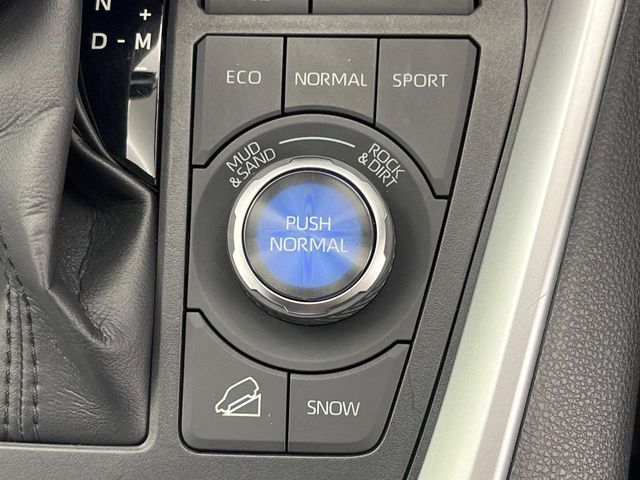 N
+
D - M
ECO
NORMAL
SPORT
MUD
& SAND
ROCK
& DIRT
PUSH
NORMAL
SNOW